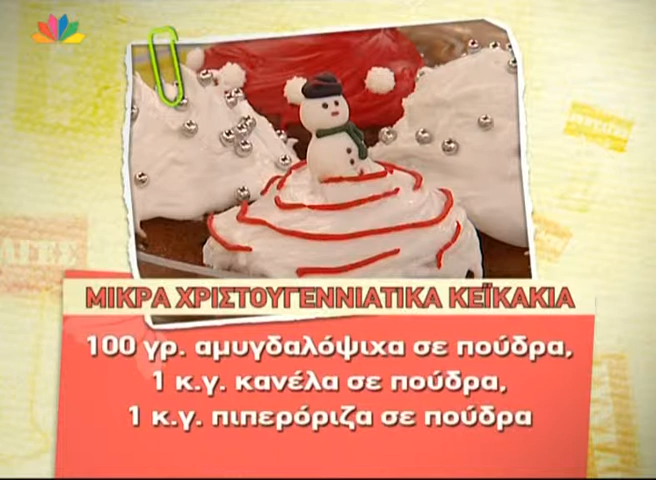 ΜΙΚΡΑ ΧΡΙΣΤΟΥΓΕΝΝΙΑΤΙΚΑ ΚΕΪΚΑΚΙΑ
100 γρ. αμυγδαλόψιχα σε πούδρα,
1 κ.γ. κανέλα σε πούδρα,
1 κ.γ. πιπερόριζα σε πούδρα